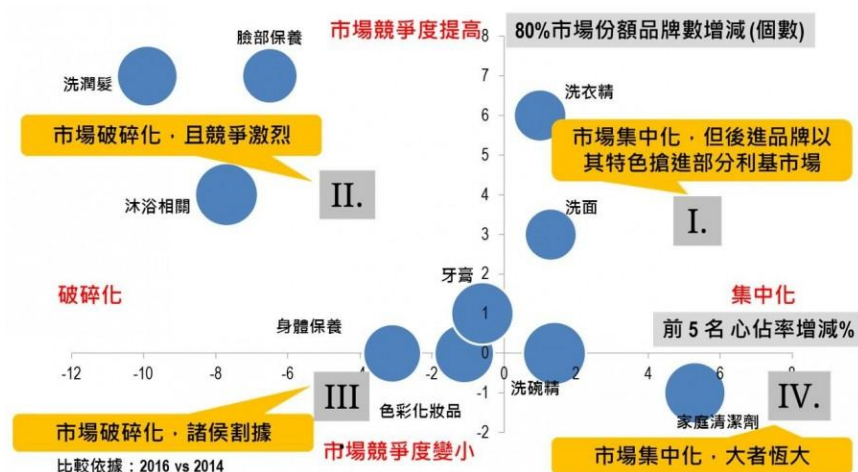 市場競爭度提高
80%市場份額品牌數增減(個數)
臉部保養
洗潤髮
洗衣精
市場破碎化，且競爭激烈
市場集中化，但後進品牌以
其特色搶進部分利基市場
沐浴相關
II.
I.
洗面
牙膏
破碎化
集中化
身體保養
前 5 名 心佔率增減%
8
7
6
5
4
3
2
1
0
-1
-2
-12
-10
-8
-6
-4
-2
0
2
4
6
8
III
色彩化妝品
洗碗精
IV.
家庭清潔劑
市場破碎化，諸侯割據
市場競爭度變小
市場集中化，大者恆大
比較依據：2016 vs 2014